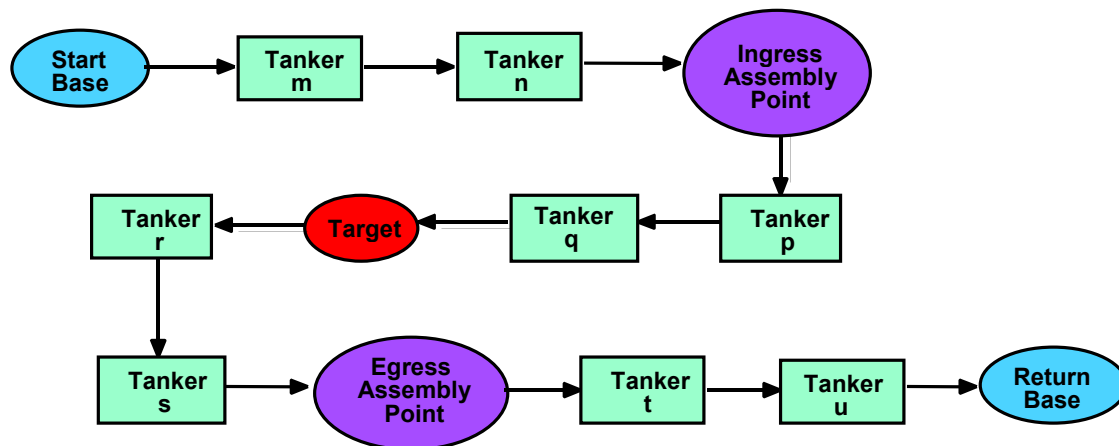 Start
Base
Tanker
m
Tanker
n
Ingress
Assembly
Point
Tanker
r
Target
Tanker
q
Tanker
p
Tanker
s
Egress
Assembly
Point
Tanker
t
Tanker
u
Return
Base